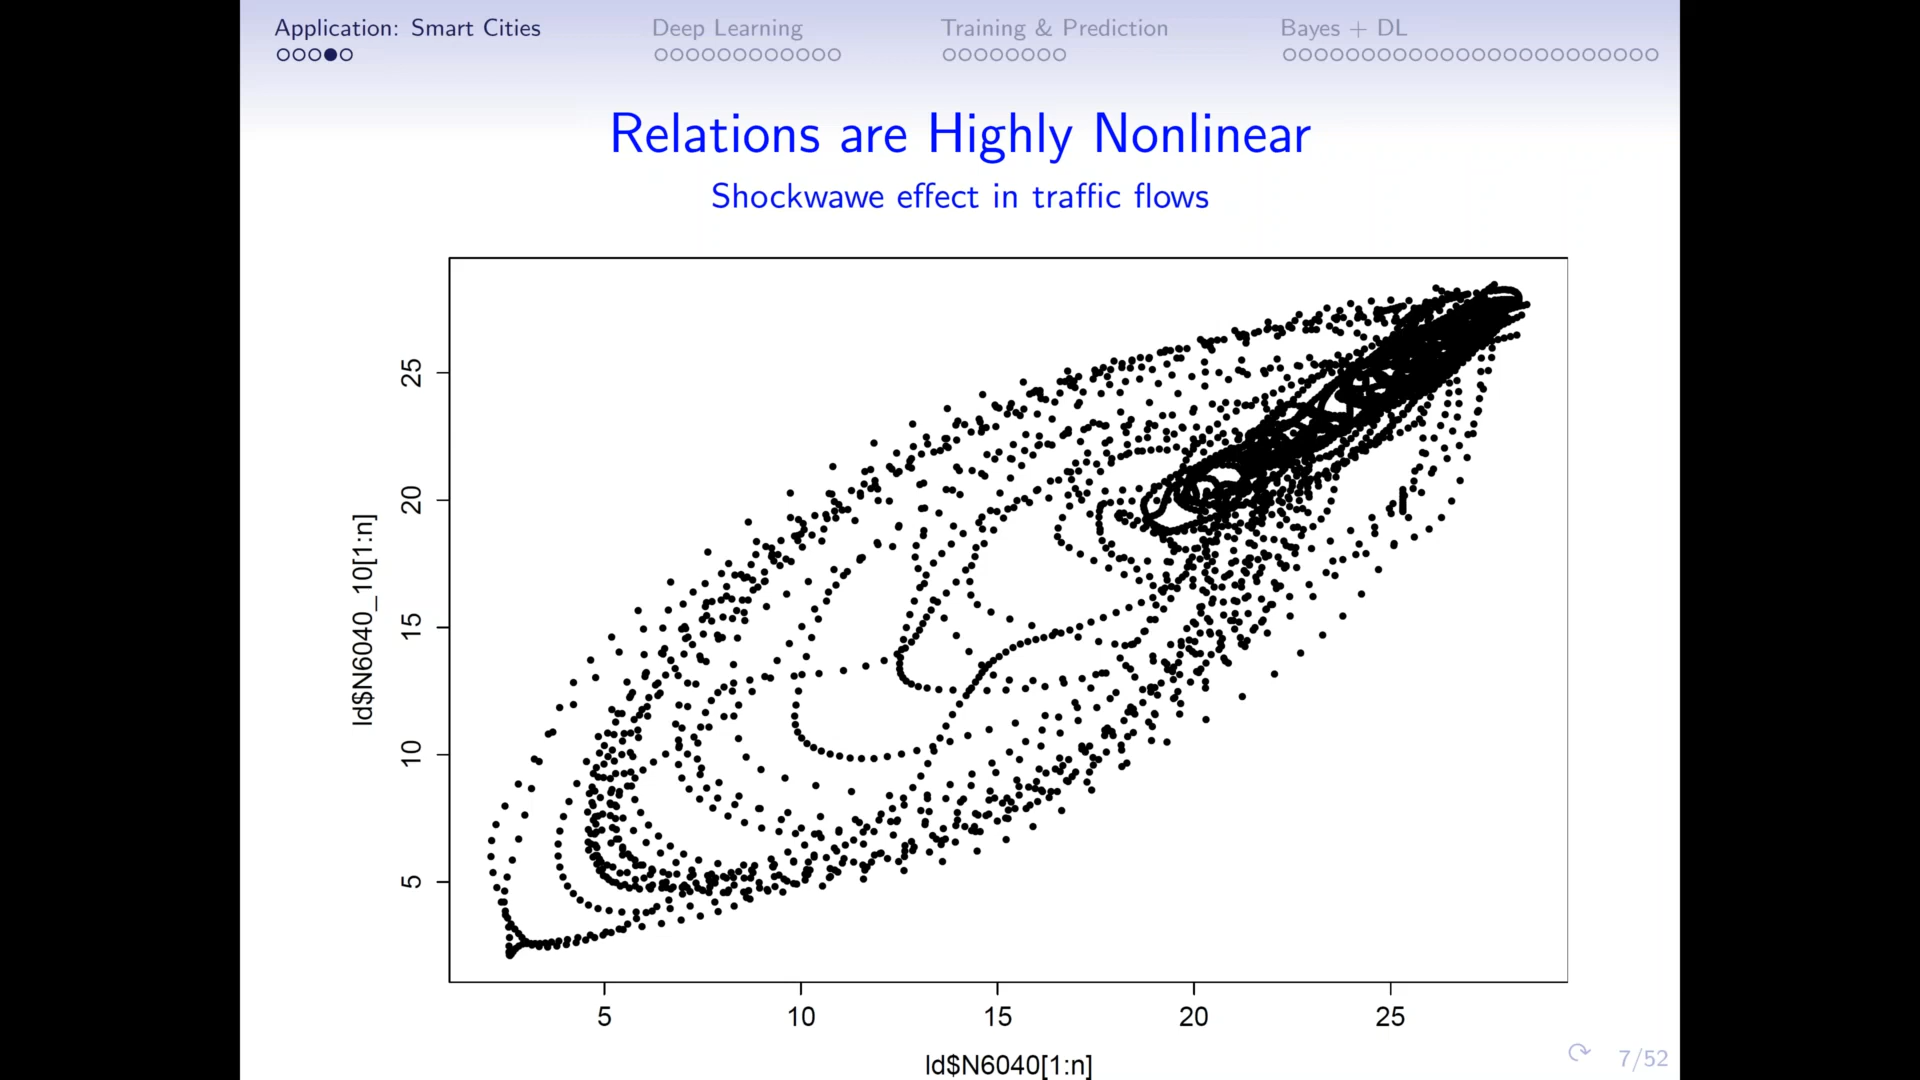 Application: Smart Cities Deep Learning Training & Prediction Bayes + DL
Relations are Highly Nonlinear
Shockwawe effect in traffic flows
25
20
15
10
5
ld$N6040_10[1:n]
5 10 15 20 25
ld$N6040[1:n]
7/52